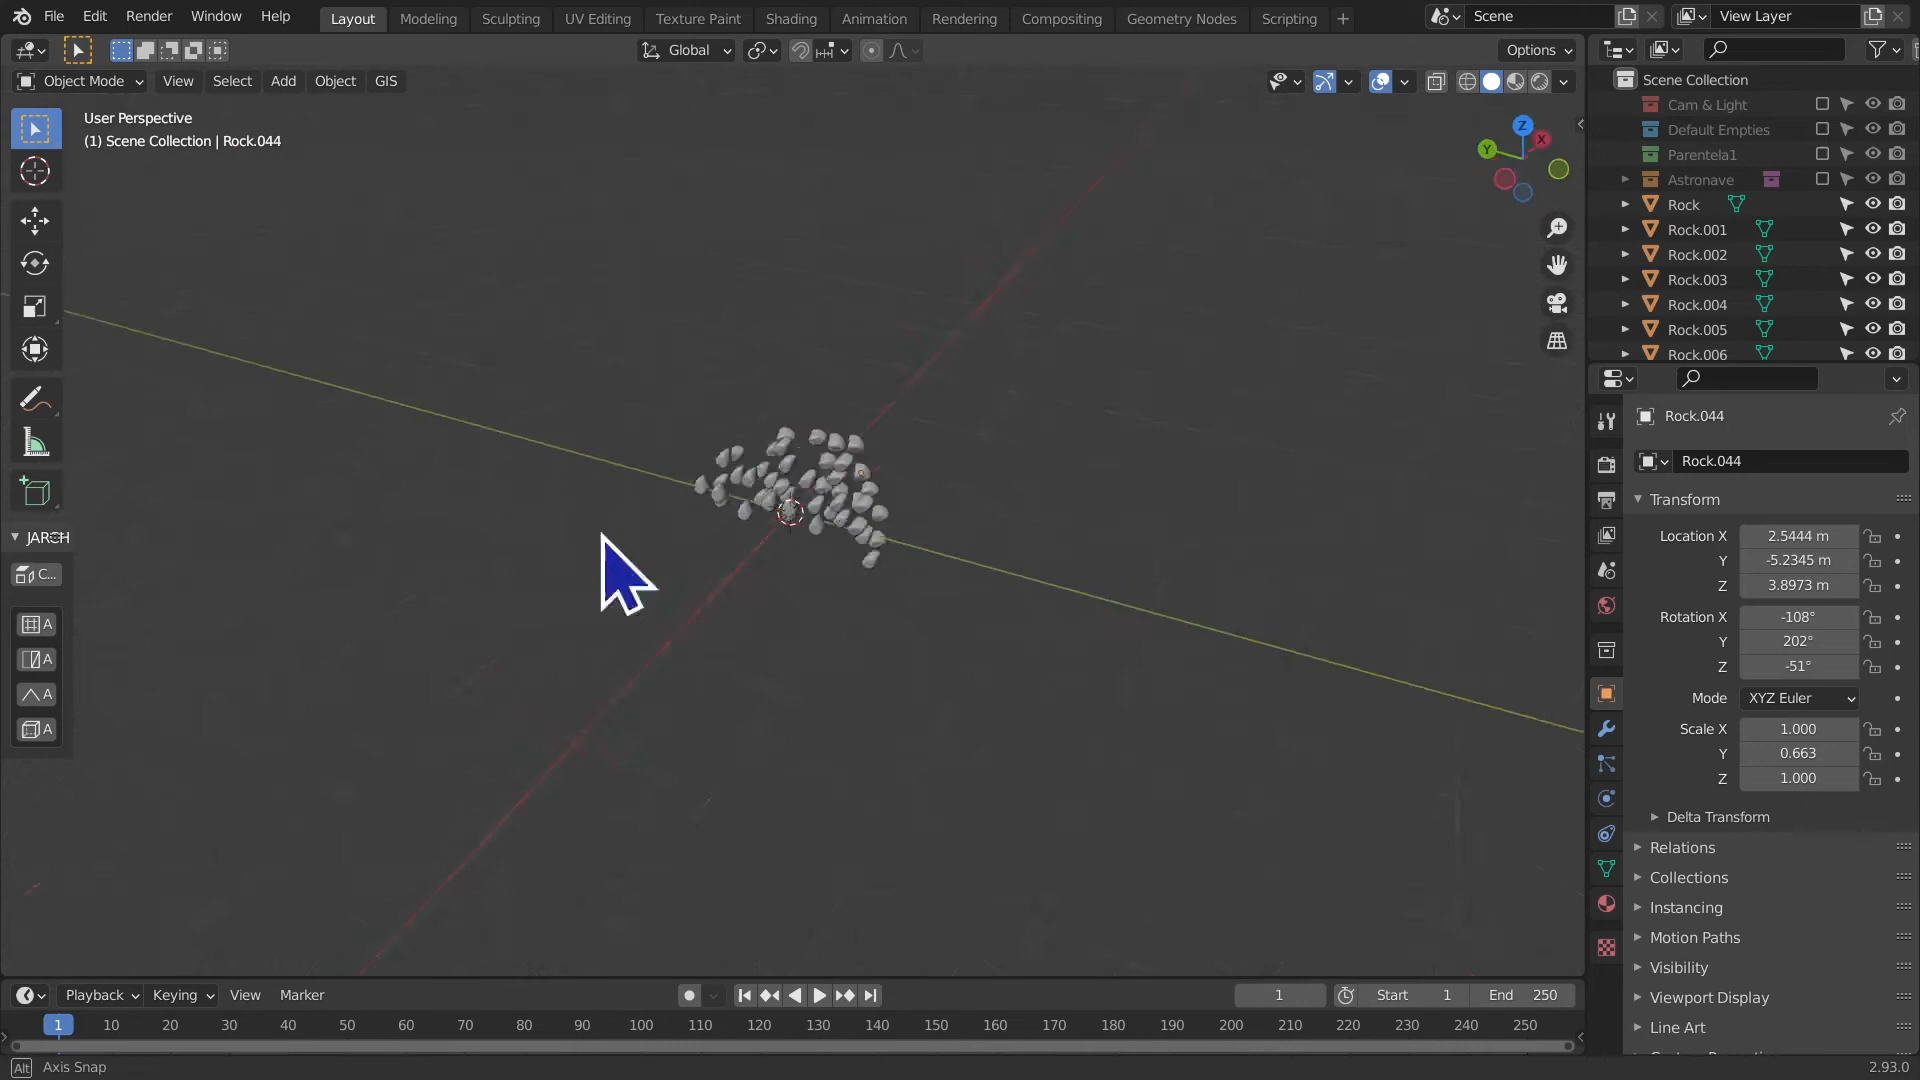 File Edit Render Window Help Layout Modeling Sculpting UV Editing Texture Paint Shading Animation Rendering Compositing Geometry Nodes Scripting + Scene View Layer
Global Options
Object Mode View Select Add Object GIS
User Perspective
(1) Scene Collection | Rock.044
Z
X
Y
JARCH
C...
A
A
A
A
Scene Collection
Cam & Light
Default Empties
Parentela1
Astronave
Rock
Rock.001
Rock.002
Rock.003
Rock.004
Rock.005
Rock.006
Rock.044
Rock.044
Transform
Location X 2.5444 m
Y -5.2345 m
Z 3.8973 m
Rotation X -108°
Y 202°
Z -51°
Mode XYZ Euler
Scale X 1.000
Y 0.663
Z 1.000
Delta Transform
Relations
Collections
Instancing
Motion Paths
Visibility
Viewport Display
Line Art
Playback Keying View Marker 1 Start 1 End 250
1 10 20 30 40 50 60 70 80 90 100 110 120 130 140 150 160 170 180 190 200 210 220 230 240 250
Alt Axis Snap 2.93.0